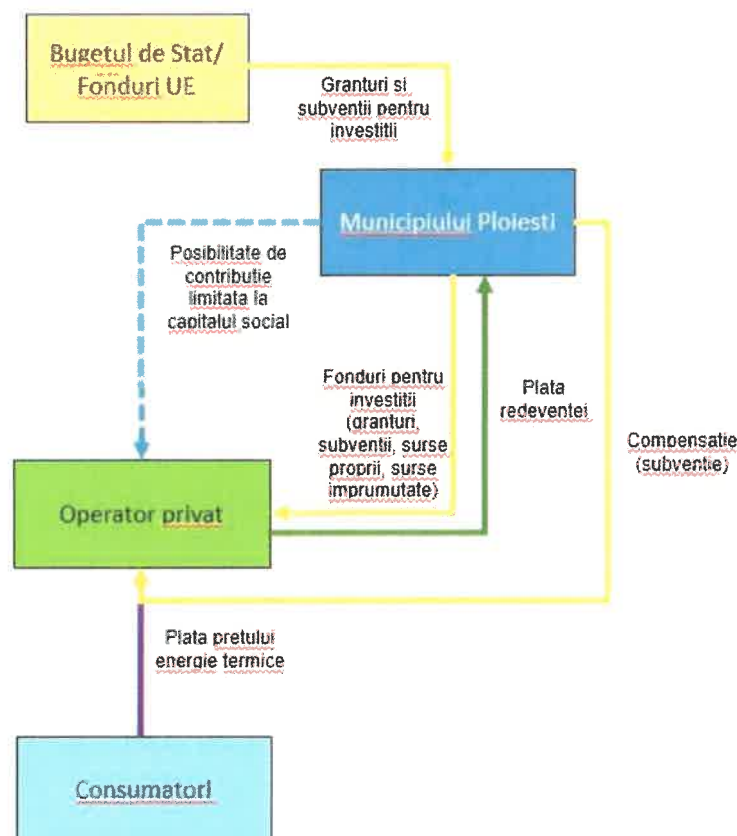 Bugetul de Stat/
Fonduri UE
Granturi si
subventii pentru
investitii
Municipiului Ploiesti
Posibilitate de
contributie
limitata la
capitalul social
Fonduri pentru
investitii
(granturi,
subventii, surse
proprii, surse
imprumutate)
Plata
redeventei
Compensatie
(subventie)
Operator privat
Plata pretului
energie termice
Consumatori